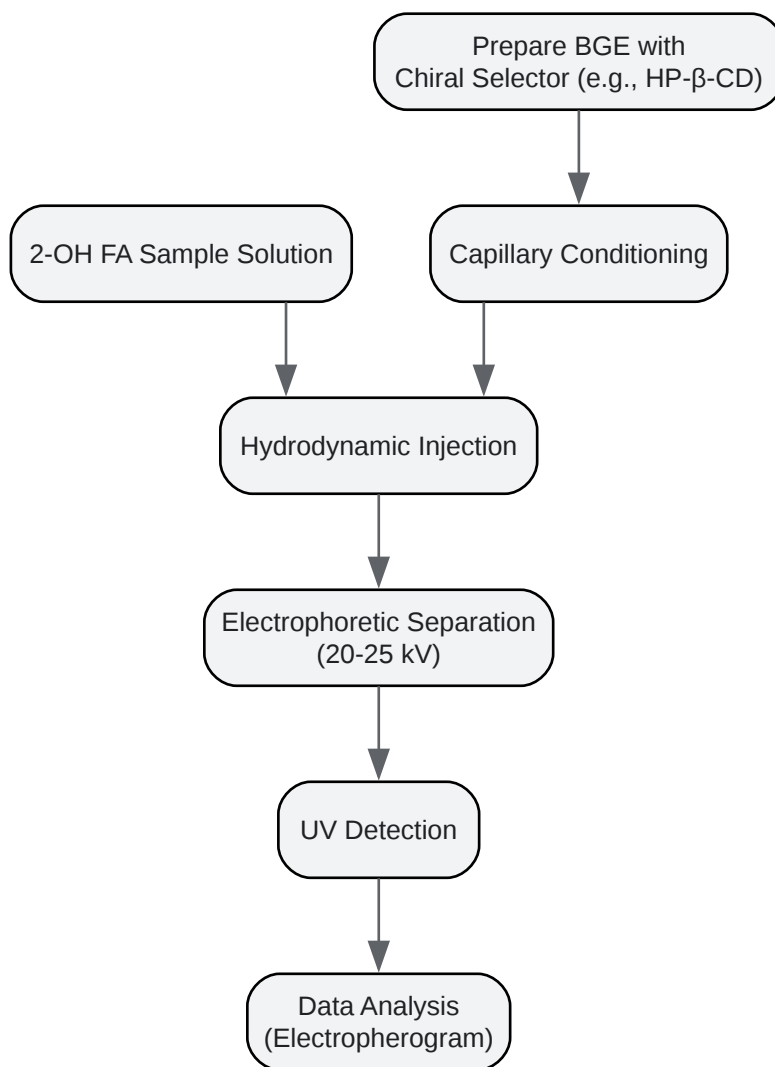 Prepare BGE with
Chiral Selector (e.g., HP-β-CD)
2-OH FA Sample Solution
Capillary Conditioning
Hydrodynamic Injection
Electrophoretic Separation
(20-25 kV)
UV Detection
Data Analysis
(Electropherogram)